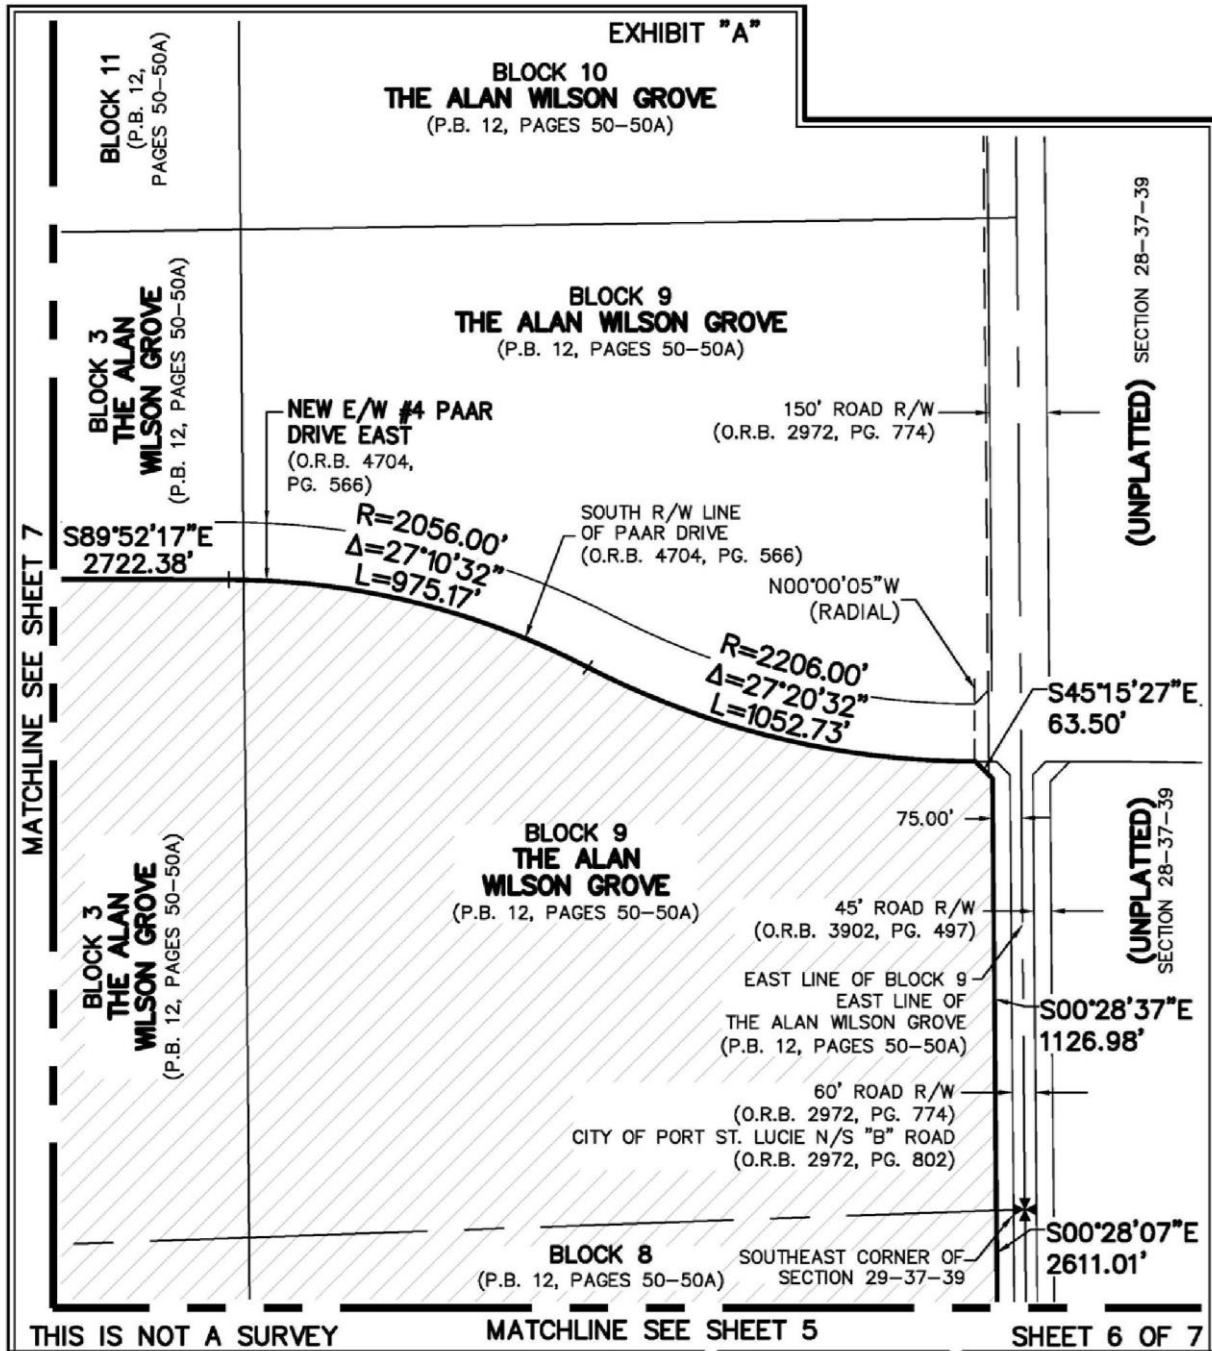 EXHIBIT "A"
BLOCK 11
(P.B. 12,
PAGES 50-50A)
BLOCK 10
THE ALAN WILSON GROVE
(P.B. 12, PAGES 50-50A)
SECTION 28-37-39
(UNPLATTED)
BLOCK 3
THE ALAN
WILSON GROVE
(P.B. 12, PAGES 50-50A)
BLOCK 9
THE ALAN WILSON GROVE
(P.B. 12, PAGES 50-50A)
NEW E/W #4 PAAR
DRIVE EAST
(O.R.B. 4704,
PG. 566)
150' ROAD R/W
(O.R.B. 2972, PG. 774)
MATCHLINE SEE SHEET 7
S89°52'17"E
2722.38'
R=2056.00'
Δ=27°10'32"
L=975.17'
SOUTH R/W LINE
OF PAAR DRIVE
(O.R.B. 4704, PG. 566)
N00°00'05"W
(RADIAL)
R=2206.00'
Δ=27°20'32"
L=1052.73'
S45°15'27"E
63.50'
75.00'
(UNPLATTED)
SECTION 28-37-39
BLOCK 3
THE ALAN
WILSON GROVE
(P.B. 12, PAGES 50-50A)
BLOCK 9
THE ALAN
WILSON GROVE
(P.B. 12, PAGES 50-50A)
45' ROAD R/W
(O.R.B. 3902, PG. 497)
EAST LINE OF BLOCK 9
EAST LINE OF
THE ALAN WILSON GROVE
(P.B. 12, PAGES 50-50A)
S00°28'37"E
1126.98'
60' ROAD R/W
(O.R.B. 2972, PG. 774)
CITY OF PORT ST. LUCIE N/S "B" ROAD
(O.R.B. 2972, PG. 802)
BLOCK 8
(P.B. 12, PAGES 50-50A)
SOUTHEAST CORNER OF
SECTION 29-37-39
S00°28'07"E
2611.01'
THIS IS NOT A SURVEY
MATCHLINE SEE SHEET 5
SHEET 6 OF 7